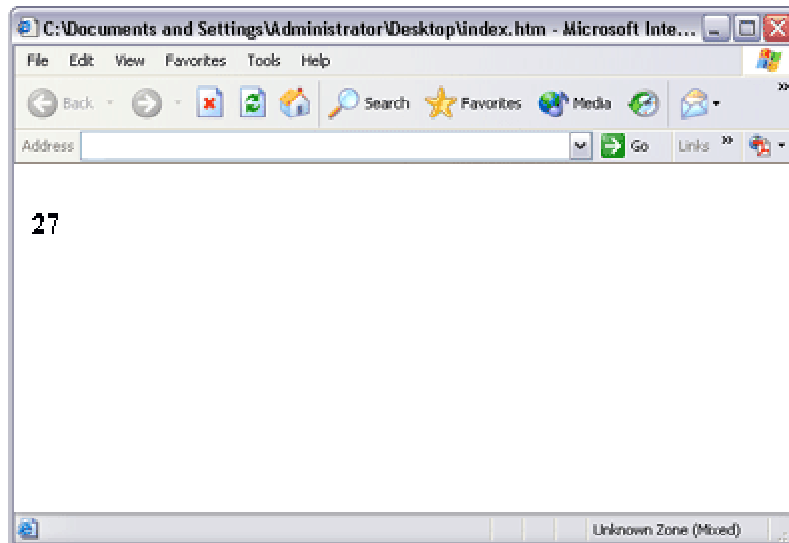 C:\Documents and Settings\Administrator\Desktop\index.htm - Microsoft Inte...
File Edit View Favorites Tools Help
Back Search Favorites Media
Address Go Links
27
Unknown Zone (Mixed)